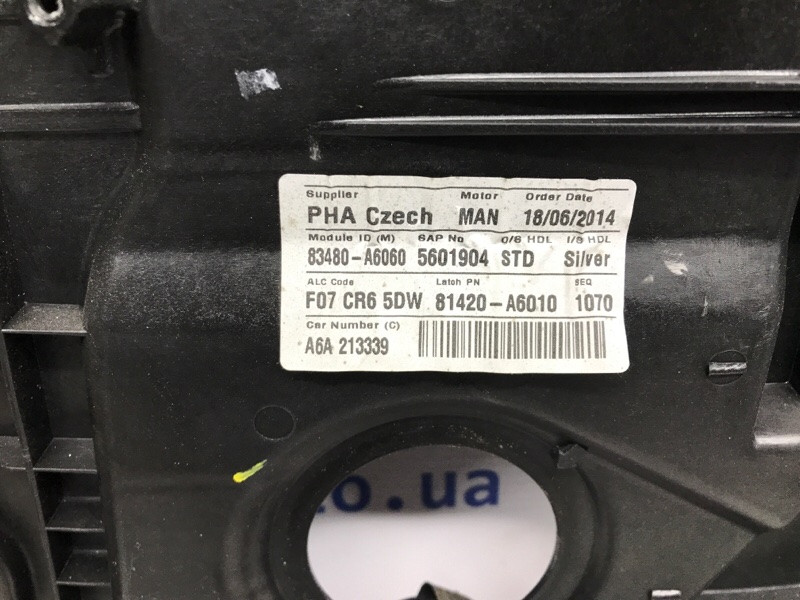 Supplier Motor Order Date
PHA Czech MAN 18/06/2014
Module ID (M) SAP No O/S HDL I/S HDL
83480-A6060 5601904 STD Silver
ALC Code Latch PN SEQ
F07 CR6 5DW 81420-A6010 1070
Car Number (C)
A6A 213339
o.ua